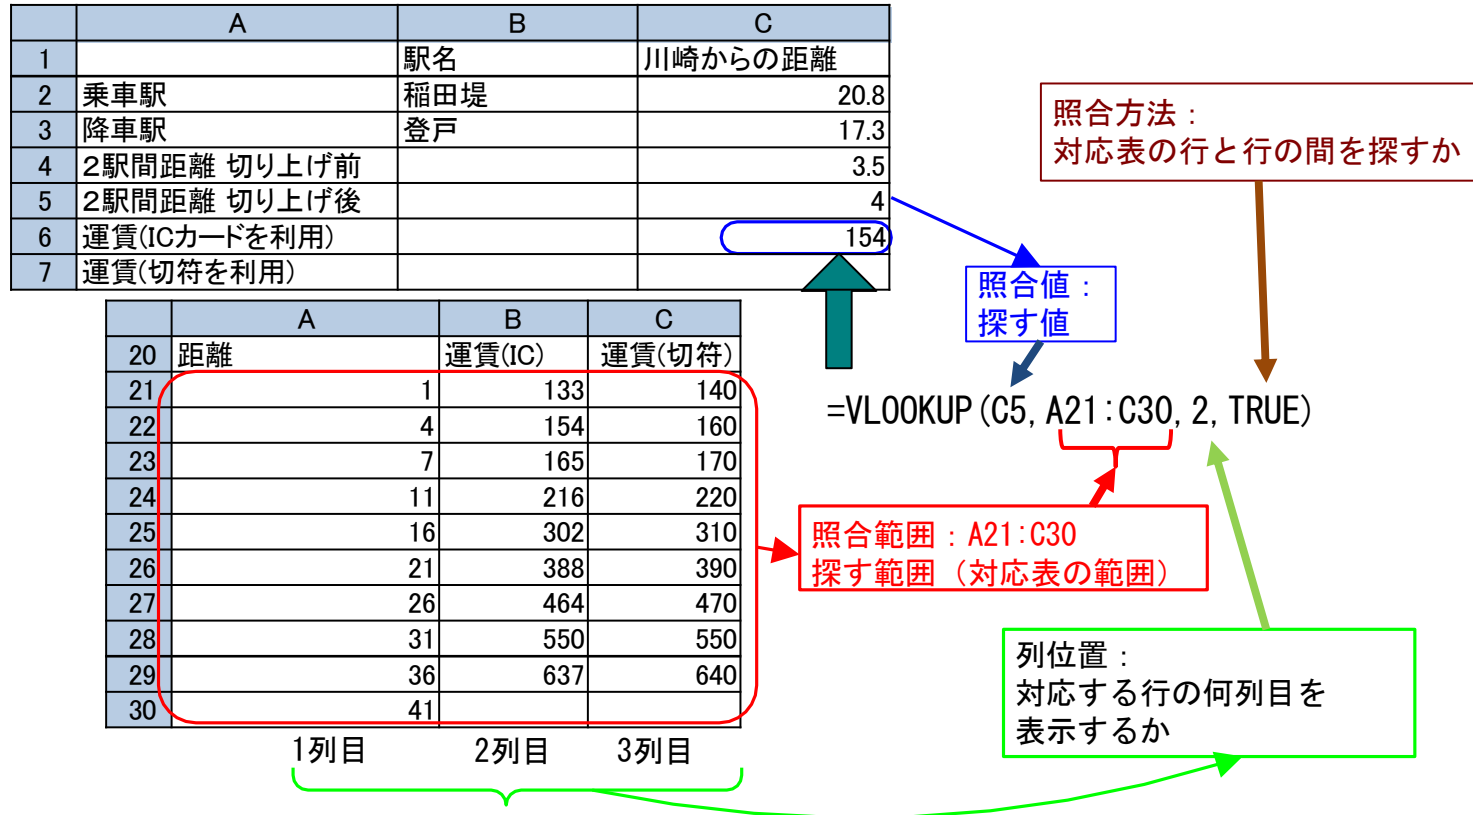 A B C
1 駅名 川崎からの距離
2 乗車駅 稲田堤 20.8
3 降車駅 登戸 17.3
4 2駅間距離 切り上げ前 3.5
5 2駅間距離 切り上げ後 4
6 運賃(ICカードを利用) 154
7 運賃(切符を利用)
照合方法：
対応表の行と行の間を探すか
照合値：
探す値
=VLOOKUP(C5, A21:C30, 2, TRUE)
A B C
20 距離 運賃(IC) 運賃(切符)
21 1 133 140
22 4 154 160
23 7 165 170
24 11 216 220
25 16 302 310
26 21 388 390
27 26 464 470
28 31 550 550
29 36 637 640
30 41
1列目 2列目 3列目
照合範囲：A21:C30
探す範囲（対応表の範囲）
列位置：
対応する行の何列目を
表示するか